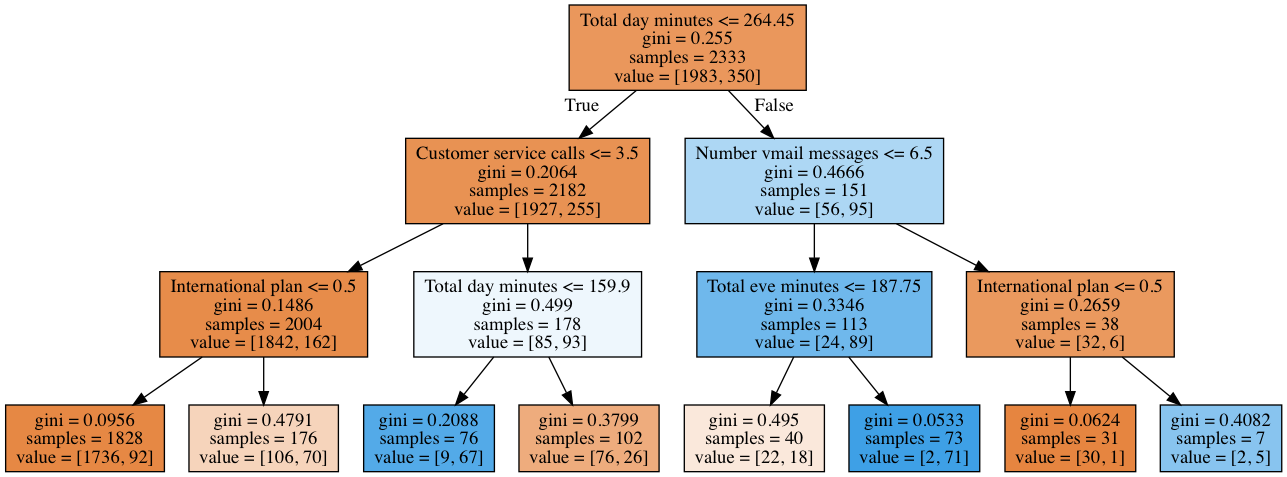 Total day minutes <= 264.45
gini = 0.255
samples = 2333
value = [1983, 350]
True
False
Customer service calls <= 3.5
gini = 0.2064
samples = 2182
value = [1927, 255]
Number vmail messages <= 6.5
gini = 0.4666
samples = 151
value = [56, 95]
International plan <= 0.5
gini = 0.1486
samples = 2004
value = [1842, 162]
Total day minutes <= 159.9
gini = 0.499
samples = 178
value = [85, 93]
Total eve minutes <= 187.75
gini = 0.3346
samples = 113
value = [24, 89]
International plan <= 0.5
gini = 0.2659
samples = 38
value = [32, 6]
gini = 0.0956
samples = 1828
value = [1736, 92]
gini = 0.4791
samples = 176
value = [106, 70]
gini = 0.2088
samples = 76
value = [9, 67]
gini = 0.3799
samples = 102
value = [76, 26]
gini = 0.495
samples = 40
value = [22, 18]
gini = 0.0533
samples = 73
value = [2, 71]
gini = 0.0624
samples = 31
value = [30, 1]
gini = 0.4082
samples = 7
value = [2, 5]